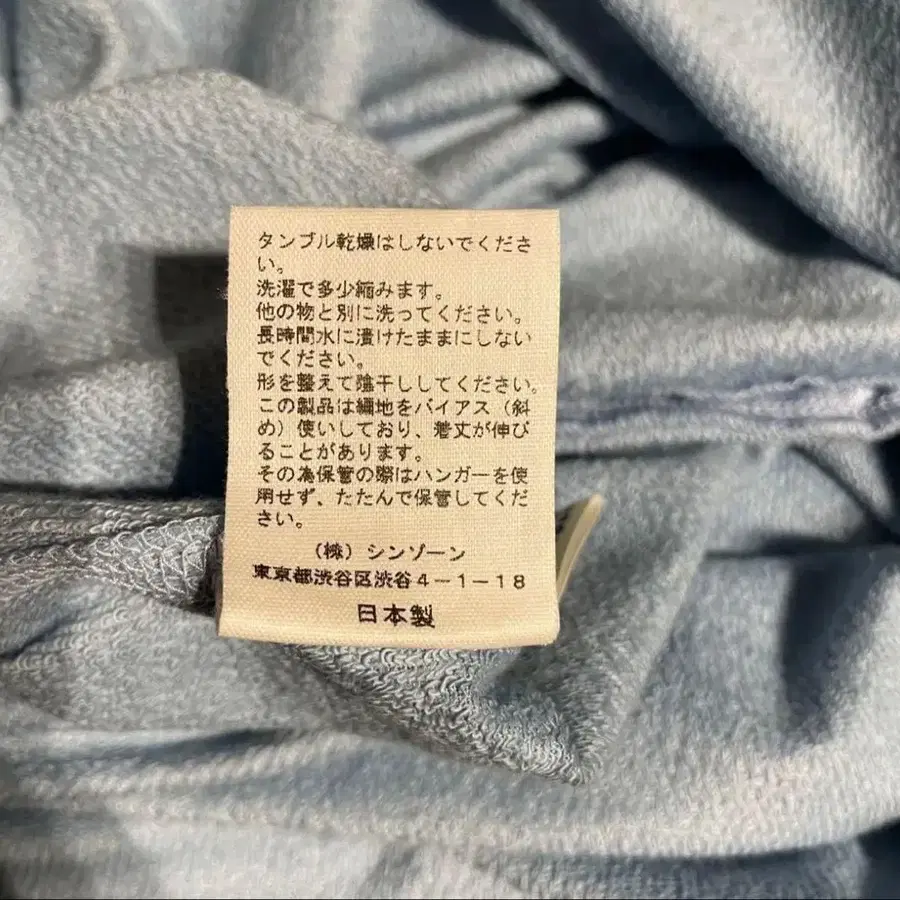 タンブル乾燥はしないでくださ
い。
洗濯で多少縮みます。
他の物と別に洗ってください。
長時間水に漬けたままにしない
でください。
形を整えて陰干ししてください。
この製品は編地をバイアス（斜
め）使いしており、着丈が伸び
ることがあります。
その為保管の際はハンガーを使
用せず、たたんで保管してくだ
さい。
（株）シンゾーン
東京都渋谷区渋谷４－１－１８
日本製